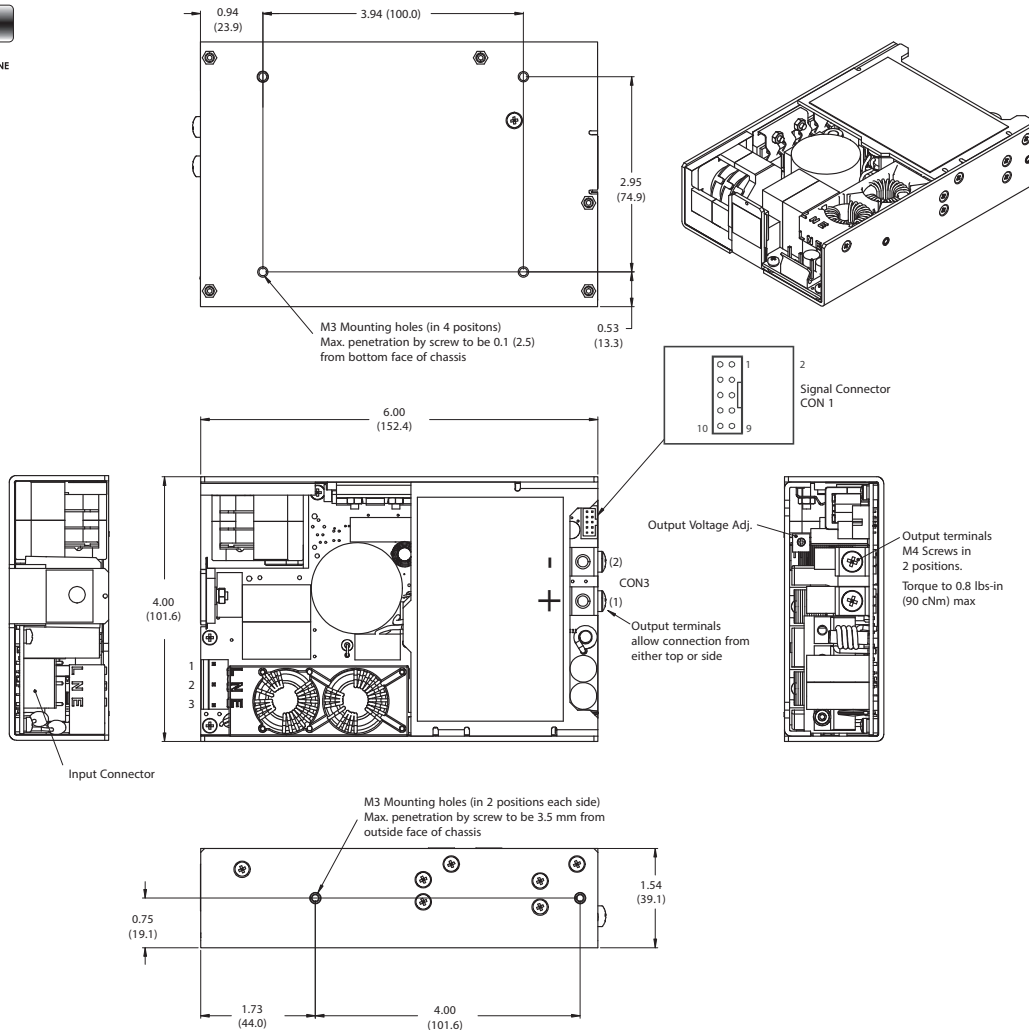 NE
0.94
(23.9)
3.94 (100.0)
2.95
(74.9)
0.53
(13.3)
M3 Mounting holes (in 4 positons)
Max. penetration by screw to be 0.1 (2.5)
from bottom face of chassis
L N E
L N E
1
2
10
9
Signal Connector
CON 1
6.00
(152.4)
4.00
(101.6)
1
2
3
L N E
-
+
(2)
CON3
(1)
Output terminals
allow connection from
either top or side
L N E
Input Connector
Output Voltage Adj.
Output terminals
M4 Screws in
2 positions.
Torque to 0.8 lbs-in
(90 cNm) max
M3 Mounting holes (in 2 positions each side)
Max. penetration by screw to be 3.5 mm from
outside face of chassis
0.75
(19.1)
1.54
(39.1)
1.73
(44.0)
4.00
(101.6)